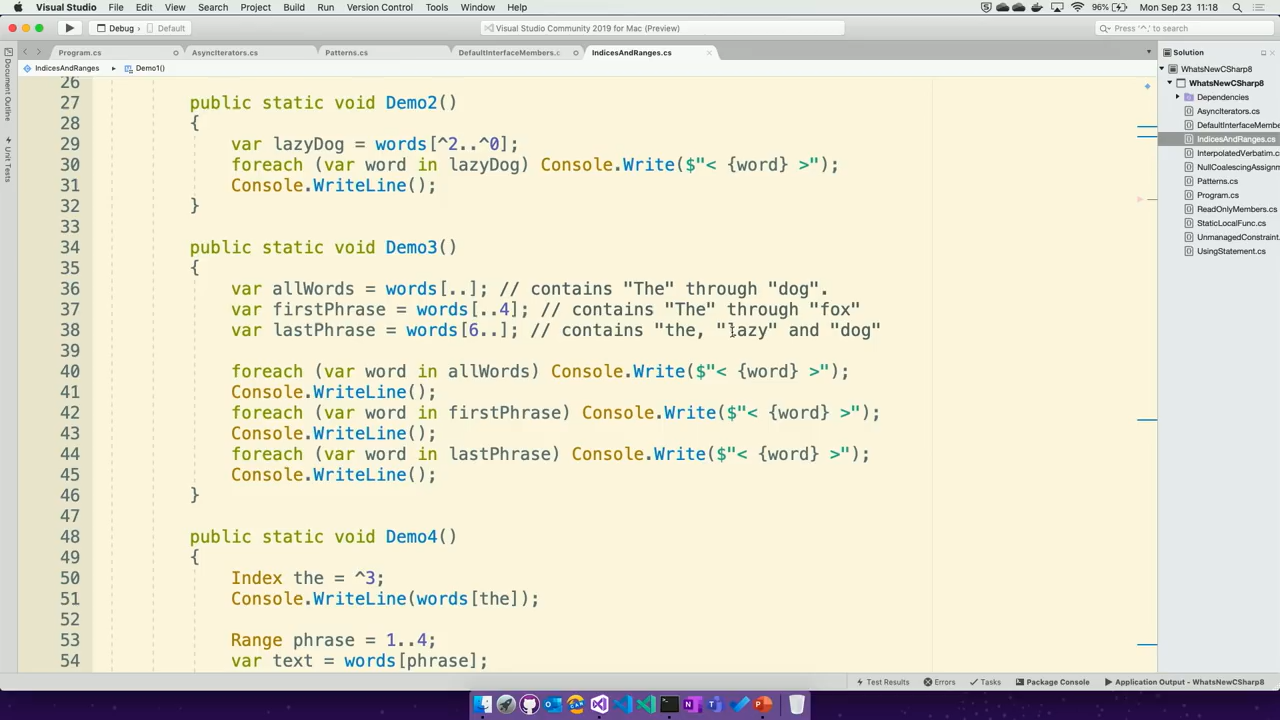 Visual Studio File Edit View Search Project Build Run Version Control Tools Window Help 96% Mon Sep 23 11:18
Debug Default Visual Studio Community 2019 for Mac (Preview) Press '⌃.' to search
Program.cs AsyncIterators.cs Patterns.cs DefaultInterfaceMembers.c IndicesAndRanges.cs Solution
IndicesAndRanges Demo1()
Document Outline
Unit Tests
26
27 public static void Demo2()
28 {
29 var lazyDog = words[^2..^0];
30 foreach (var word in lazyDog) Console.Write($"< {word} >");
31 Console.WriteLine();
32 }
33
34 public static void Demo3()
35 {
36 var allWords = words[..]; // contains "The" through "dog".
37 var firstPhrase = words[..4]; // contains "The" through "fox"
38 var lastPhrase = words[6..]; // contains "the, "lazy" and "dog"
39
40 foreach (var word in allWords) Console.Write($"< {word} >");
41 Console.WriteLine();
42 foreach (var word in firstPhrase) Console.Write($"< {word} >");
43 Console.WriteLine();
44 foreach (var word in lastPhrase) Console.Write($"< {word} >");
45 Console.WriteLine();
46 }
47
48 public static void Demo4()
49 {
50 Index the = ^3;
51 Console.WriteLine(words[the]);
52
53 Range phrase = 1..4;
54 var text = words[phrase];
WhatsNewCSharp8
WhatsNewCSharp8
Dependencies
AsyncIterators.cs
DefaultInterfaceMembe
IndicesAndRanges.cs
InterpolatedVerbatim.c
NullCoalescingAssignm
Patterns.cs
Program.cs
ReadOnlyMembers.cs
StaticLocalFunc.cs
UnmanagedConstraint.
UsingStatement.cs
Test Results Errors Tasks Package Console Application Output - WhatsNewCSharp8